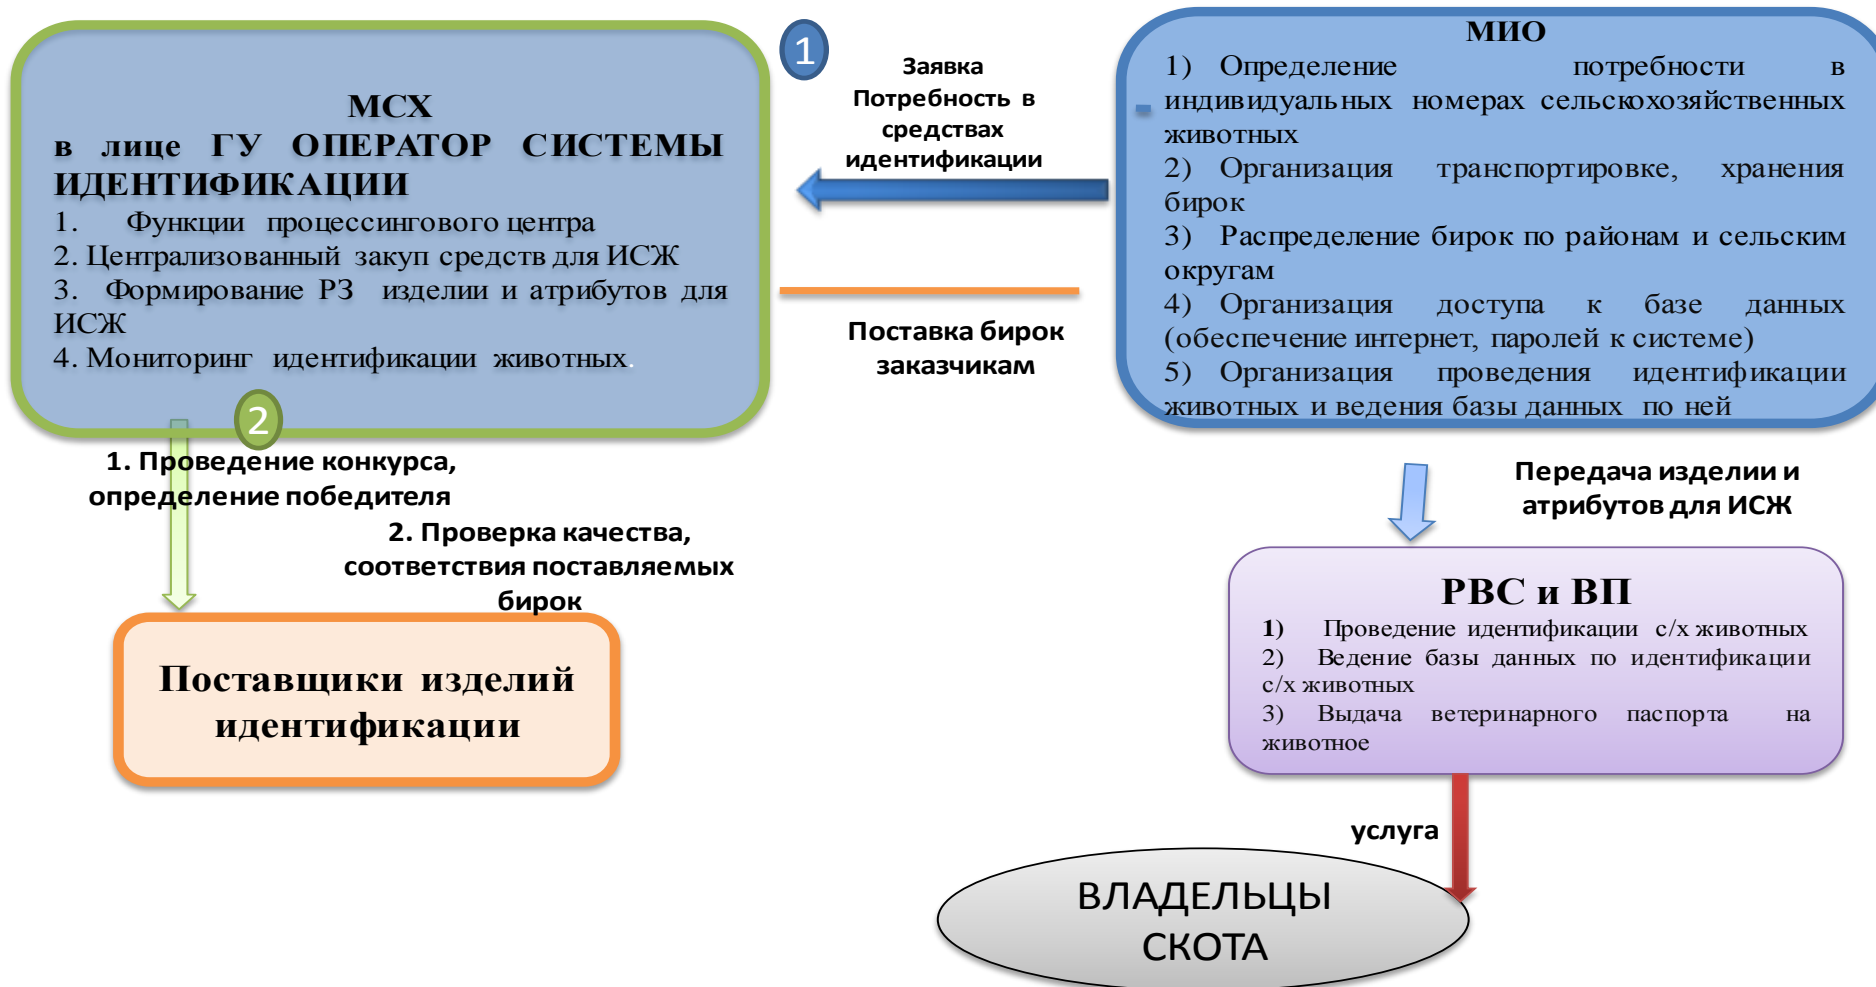 МСХ
в лице ГУ ОПЕРАТОР СИСТЕМЫ
ИДЕНТИФИКАЦИИ
1. Функции процессингового центра
2. Централизованный закуп средств для ИСЖ
3. Формирование РЗ изделии и атрибутов для
ИСЖ
4. Мониторинг идентификации животных.
1
Заявка
Потребность в
средствах
идентификации
Поставка бирок
заказчикам
МИО
1) Определение потребности в
индивидуальных номерах сельскохозяйственных
животных
2) Организация транспортировке, хранения
бирок
3) Распределение бирок по районам и сельским
округам
4) Организация доступа к базе данных
(обеспечение интернет, паролей к системе)
5) Организация проведения идентификации
животных и ведения базы данных по ней
2
1. Проведение конкурса,
определение победителя
2. Проверка качества,
соответствия поставляемых
бирок
Поставщики изделий
идентификации
Передача изделии и
атрибутов для ИСЖ
РВС и ВП
1) Проведение идентификации с/х животных
2) Ведение базы данных по идентификации
с/х животных
3) Выдача ветеринарного паспорта на
животное
услуга
ВЛАДЕЛЬЦЫ
СКОТА